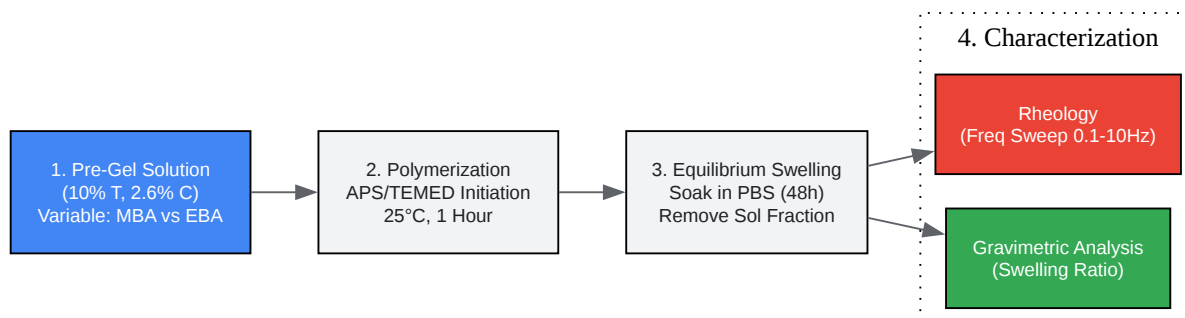 1. Pre-Gel Solution
(10% T, 2.6% C)
Variable: MBA vs EBA
2. Polymerization
APS/TEMED Initiation
25°C, 1 Hour
3. Equilibrium Swelling
Soak in PBS (48h)
Remove Sol Fraction
4. Characterization
Rheology
(Freq Sweep 0.1-10Hz)
Gravimetric Analysis
(Swelling Ratio)